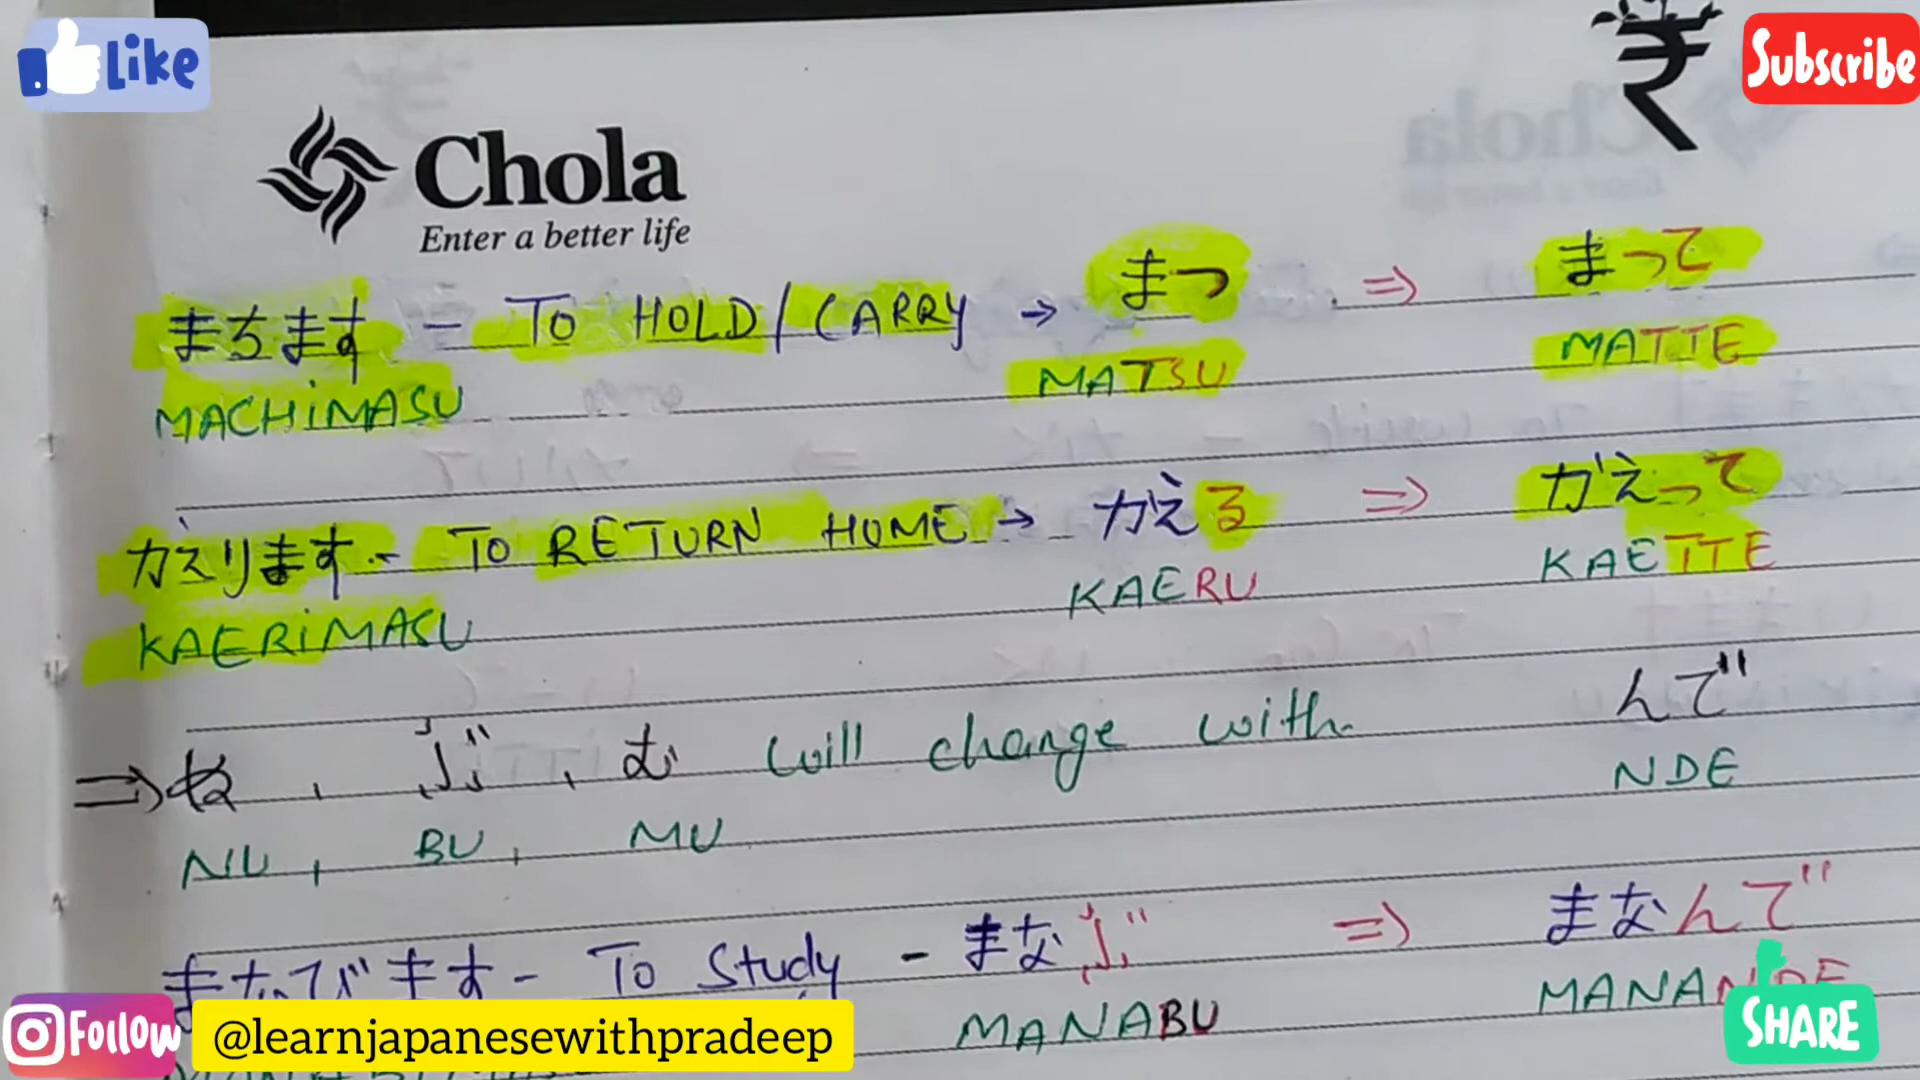 Like
Subscribe
Chola
Enter a better life
まちます - TO HOLD / CARRY → まつ ⇒ まって
MACHIMASU MATSU MATTE
かえります - TO RETURN HOME → かえる ⇒ かえって
KAERIMASU KAERU KAETTE
⇒ ぬ , ぶ , む will change with んで
NU , BU , MU NDE
まなびます - To Study - まなぶ ⇒ まなんで
MANABU MANANDE
Follow @learnjapanesewithpradeep
SHARE